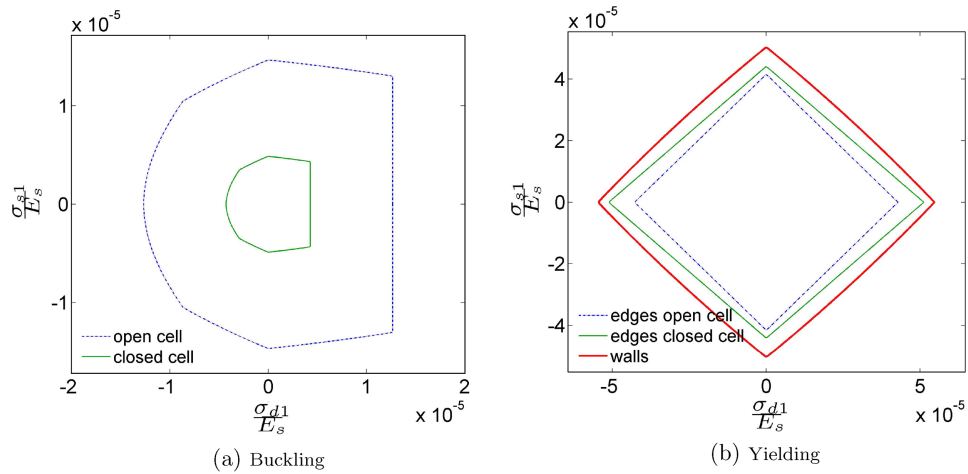 x 10⁻⁵
1
0
-1
σs1
Es
open cell
closed cell
-2
-1
0
1
2
σd1
Es
x 10⁻⁵
(a) Buckling
x 10⁻⁵
4
2
0
-2
-4
σs1
Es
edges open cell
edges closed cell
walls
-5
0
5
σd1
Es
x 10⁻⁵
(b) Yielding